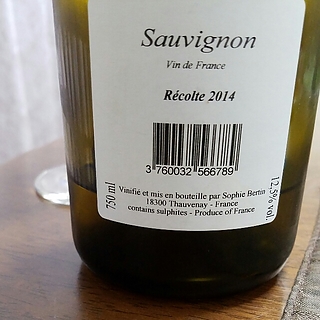 Sauvignon
Vin de France
Récolte 2014
3 760032 566789
750 ml
Vinifié et mis en bouteille par Sophie Bertin
18300 Thauvenay - France
contains sulphites - Produce of France
12,5% vol.